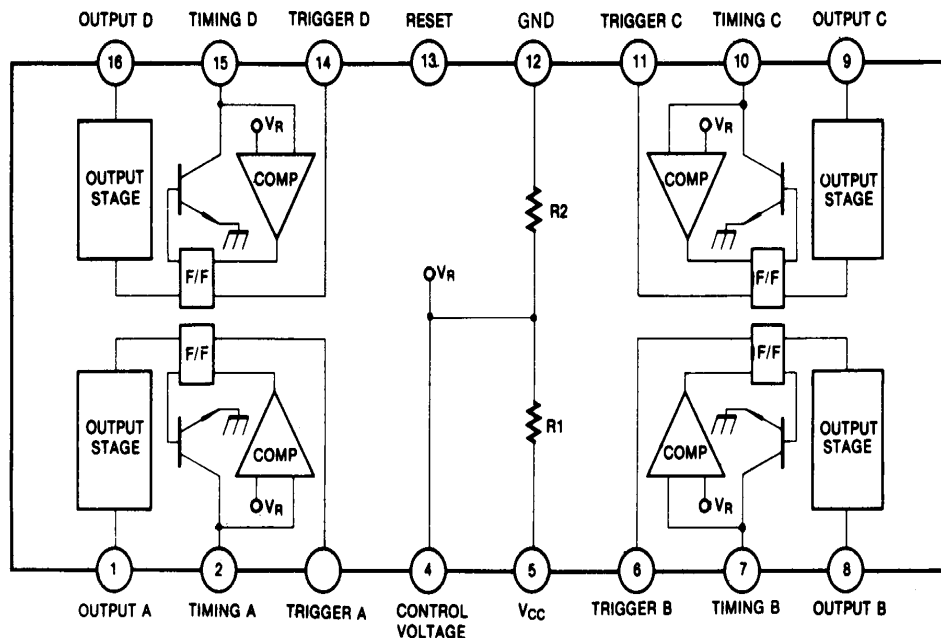 OUTPUT D TIMING D TRIGGER D RESET GND TRIGGER C TIMING C OUTPUT C
16 15 14 13 12 11 10 9
VR VR
OUTPUT STAGE COMP R2 COMP OUTPUT STAGE
F/F VR F/F
F/F F/F
OUTPUT STAGE COMP R1 COMP OUTPUT STAGE
VR VR
1 2 4 5 6 7 8
OUTPUT A TIMING A TRIGGER A CONTROL VOLTAGE VCC TRIGGER B TIMING B OUTPUT B